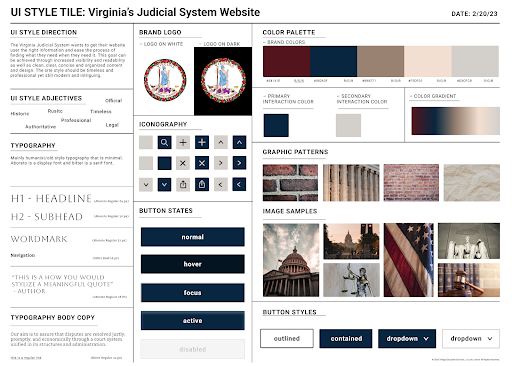 UI STYLE TILE: Virginia's Judicial System Website
DATE: 2/20/23
UI STYLE DIRECTION
The Virginia Judicial System wants to get their website
user the right information and ease the process of
finding what they need when they need it. This goal
can be achieved through increased visibility and readability
as well as clean, clear, concise and organized content
and design. The site style should be timeless and
professional yet still modern and intriguing.
UI STYLE ADJECTIVES
Official
Historic
Rustic
Timeless
Professional
Authoritative
Legal
TYPOGRAPHY
Mainly humanist/old style typography that is minimal.
Aboreto is a display font and bitter is a serif font.
H1 - HEADLINE
H2 - SUBHEAD
WORDMARK
Navigation
"THIS IS A HOW YOU WOULD
STYLIZE A MEANINGFUL QUOTE"
- AUTHOR
TYPOGRAPHY BODY COPY
Our aim is to assure that disputes are resolved justly,
promptly, and economically through a court system
unified in its structures and administration.
BRAND LOGO
- LOGO ON WHITE
- LOGO ON DARK
ICONOGRAPHY
BUTTON STATES
normal
hover
focus
active
disabled
COLOR PALETTE
- BRAND COLORS
- PRIMARY
INTERACTION COLOR
- SECONDARY
INTERACTION COLOR
- COLOR GRADIENT
GRAPHIC PATTERNS
IMAGE SAMPLES
BUTTON STYLES
outlined
contained
dropdown
dropdown